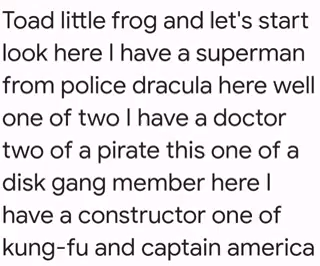 Toad little frog and let's start
look here I have a superman
from police dracula here well
one of two I have a doctor
two of a pirate this one of a
disk gang member here I
have a constructor one of
kung-fu and captain america